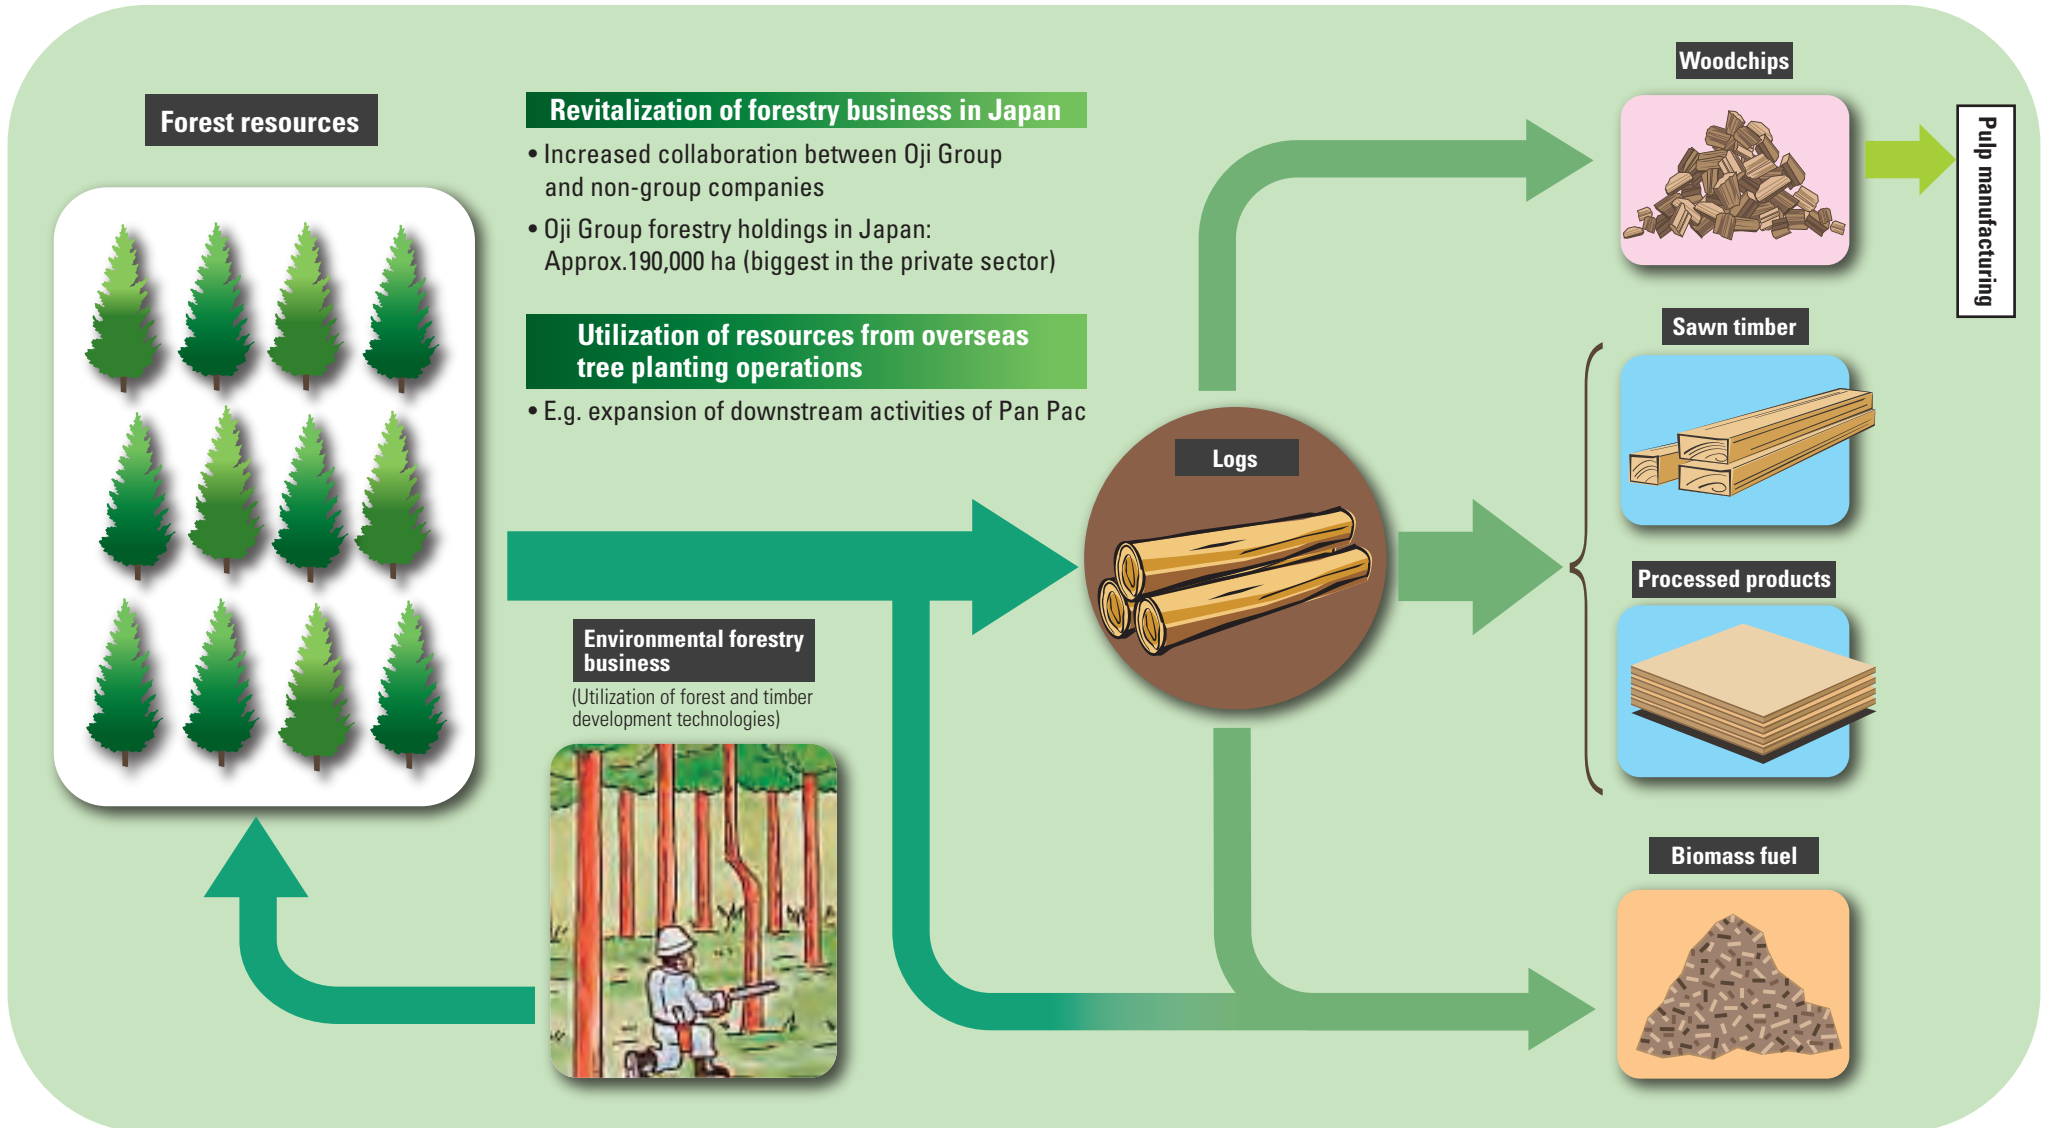 Forest resources
Revitalization of forestry business in Japan
• Increased collaboration between Oji Group
and non-group companies
• Oji Group forestry holdings in Japan:
Approx.190,000 ha (biggest in the private sector)
Utilization of resources from overseas
tree planting operations
• E.g. expansion of downstream activities of Pan Pac
Environmental forestry
business
(Utilization of forest and timber
development technologies)
Logs
Woodchips
Pulp manufacturing
Sawn timber
Processed products
Biomass fuel